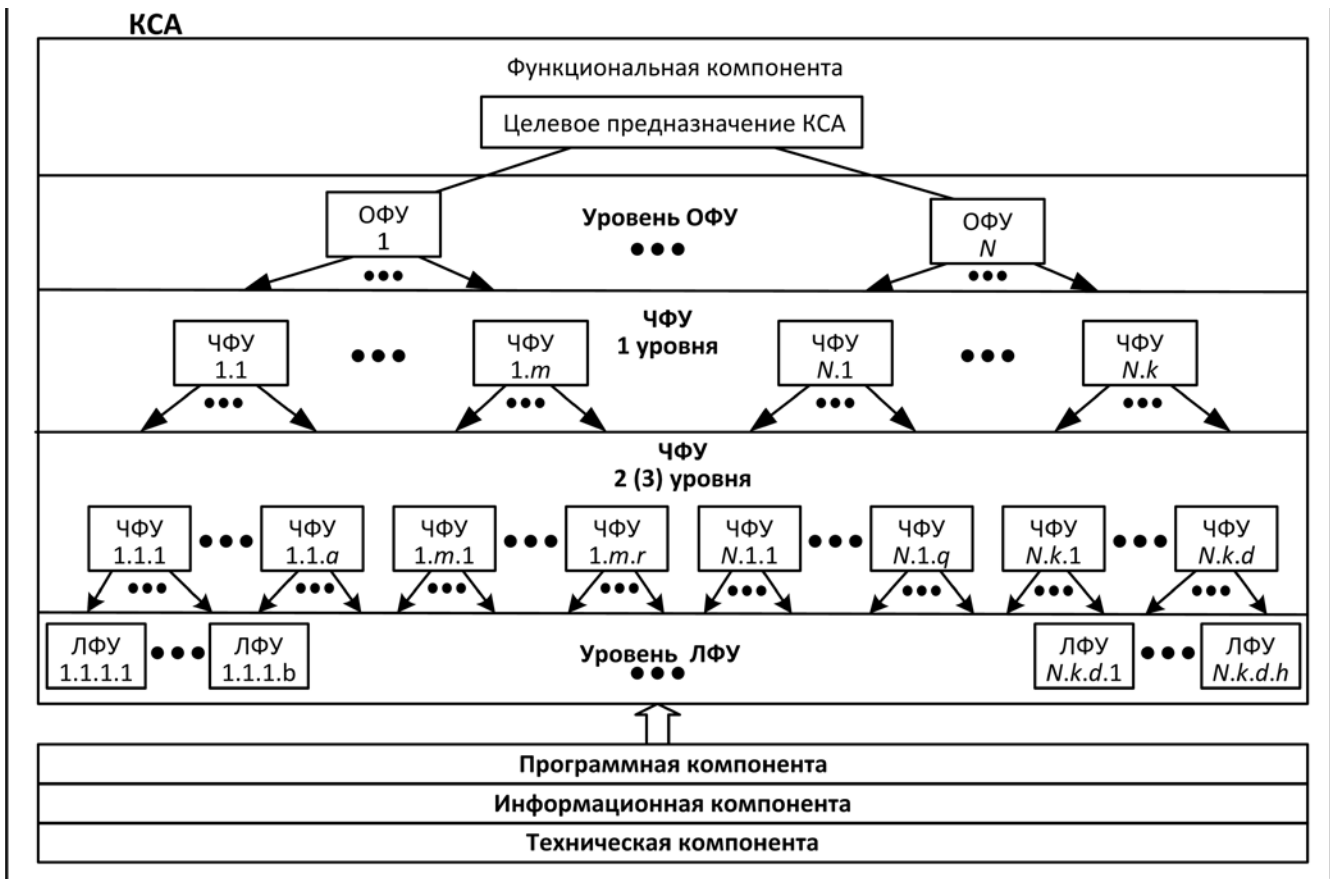 КСА
Функциональная компонента
Целевое предназначение КСА
ОФУ
1
Уровень ОФУ
ОФУ
N
ЧФУ
1 уровня
ЧФУ
1.1
ЧФУ
1.m
ЧФУ
N.1
ЧФУ
N.k
ЧФУ
2 (3) уровня
ЧФУ
1.1.1
ЧФУ
1.1.a
ЧФУ
1.m.1
ЧФУ
1.m.r
ЧФУ
N.1.1
ЧФУ
N.1.q
ЧФУ
N.k.1
ЧФУ
N.k.d
ЛФУ
1.1.1.1
ЛФУ
1.1.1.b
Уровень ЛФУ
ЛФУ
N.k.d.1
ЛФУ
N.k.d.h
Программная компонента
Информационная компонента
Техническая компонента